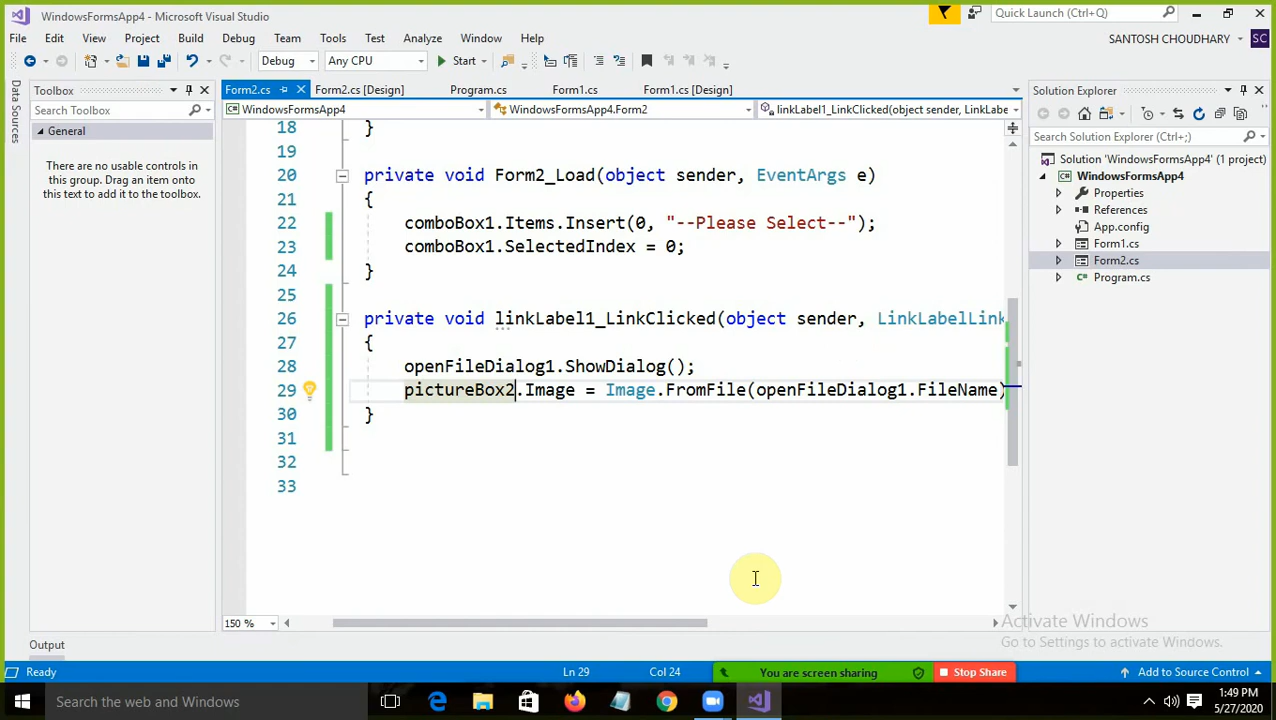 WindowsFormsApp4 - Microsoft Visual Studio
Quick Launch (Ctrl+Q)
File Edit View Project Build Debug Team Tools Test Analyze Window Help
SANTOSH CHOUDHARY SC
Debug Any CPU Start
Data Sources
Toolbox
Search Toolbox
General
There are no usable controls in
this group. Drag an item onto
this text to add it to the toolbox.
Form2.cs Form2.cs [Design] Program.cs Form1.cs Form1.cs [Design]
WindowsFormsApp4 WindowsFormsApp4.Form2 linkLabel1_LinkClicked(object sender, LinkLabe
18 }
19
20 private void Form2_Load(object sender, EventArgs e)
21 {
22 comboBox1.Items.Insert(0, "--Please Select--");
23 comboBox1.SelectedIndex = 0;
24 }
25
26 private void linkLabel1_LinkClicked(object sender, LinkLabelLink
27 {
28 openFileDialog1.ShowDialog();
29 pictureBox2.Image = Image.FromFile(openFileDialog1.FileName)
30 }
31
32
33
150 %
Solution Explorer
Search Solution Explorer (Ctrl+;)
Solution 'WindowsFormsApp4' (1 project)
WindowsFormsApp4
Properties
References
App.config
Form1.cs
Form2.cs
Program.cs
Activate Windows
Go to Settings to activate Windows.
Output
Ready Ln 29 Col 24 You are screen sharing Stop Share Add to Source Control
Search the web and Windows
1:49 PM
5/27/2020